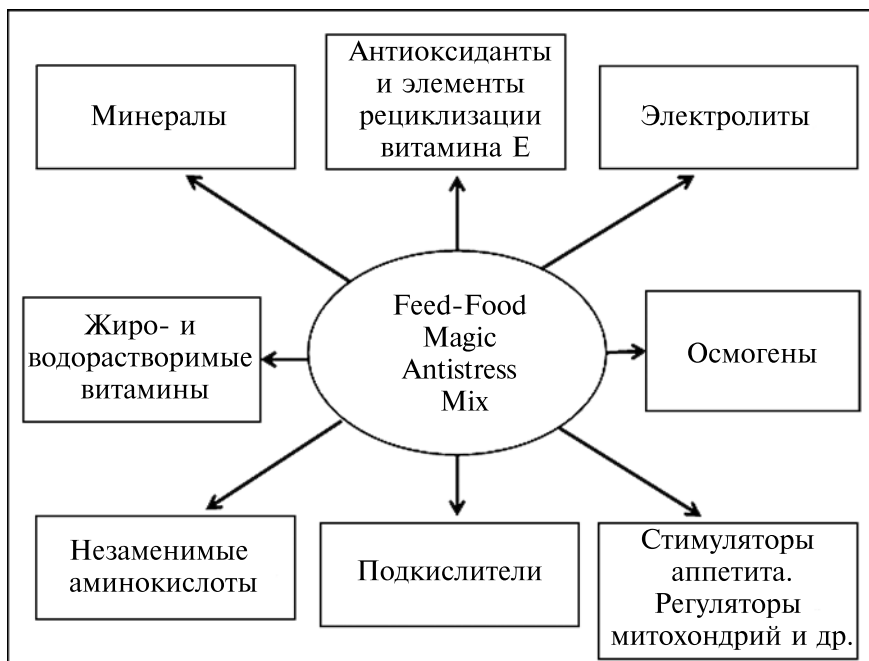 Минералы
Антиоксиданты
и элементы
рециклизации
витамина Е
Электролиты
Жиро- и
водорастворимые
витамины
Feed-Food
Magic
Antistress
Mix
Осмогены
Незаменимые
аминокислоты
Подкислители
Стимуляторы
аппетита.
Регуляторы
митохондрий и др.